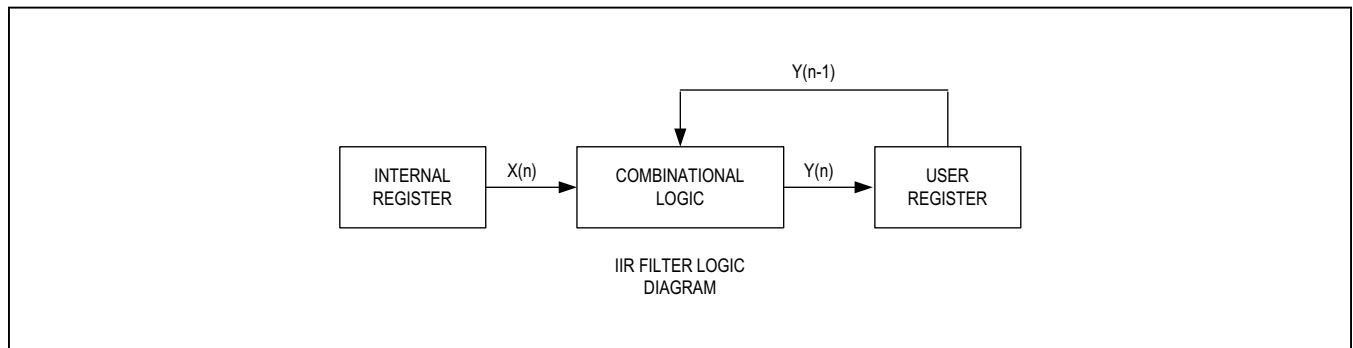 Y(n-1)
INTERNAL
REGISTER
X(n)
COMBINATIONAL
LOGIC
Y(n)
USER
REGISTER
IIR FILTER LOGIC
DIAGRAM